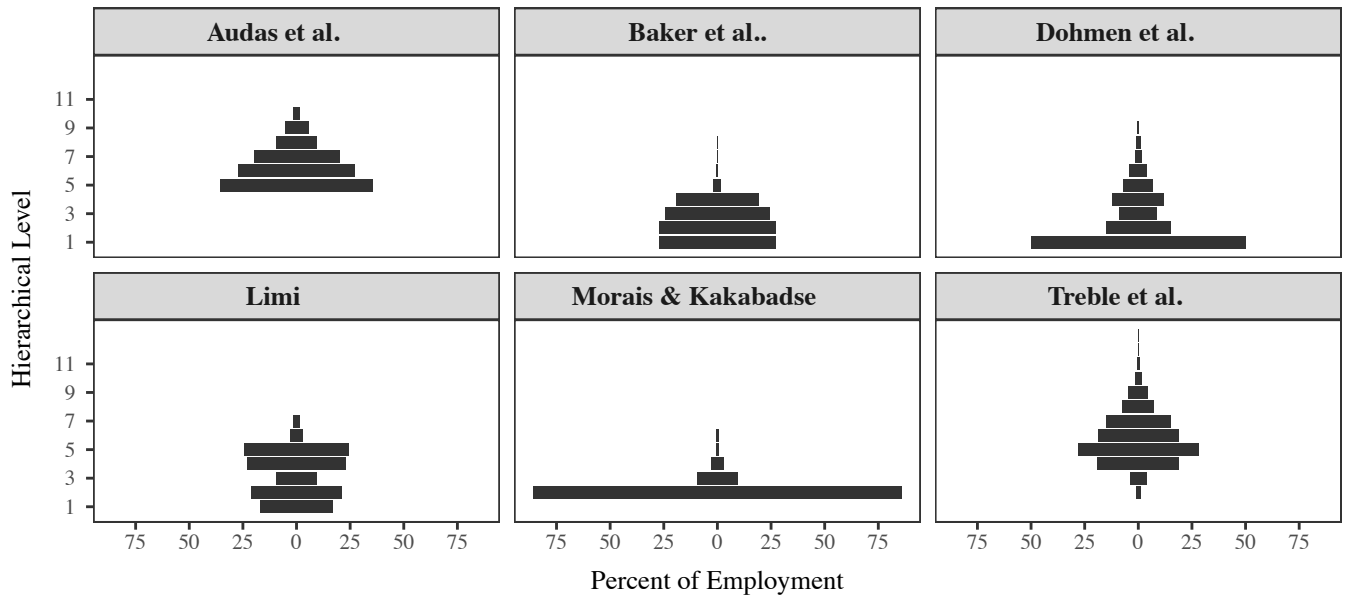 Audas et al.
Baker et al..
Dohmen et al.
11
9
7
5
3
1
Limi
Morais & Kakabadse
Treble et al.
11
9
7
5
3
1
75 50 25 0 25 50 75
75 50 25 0 25 50 75
75 50 25 0 25 50 75
Hierarchical Level
Percent of Employment